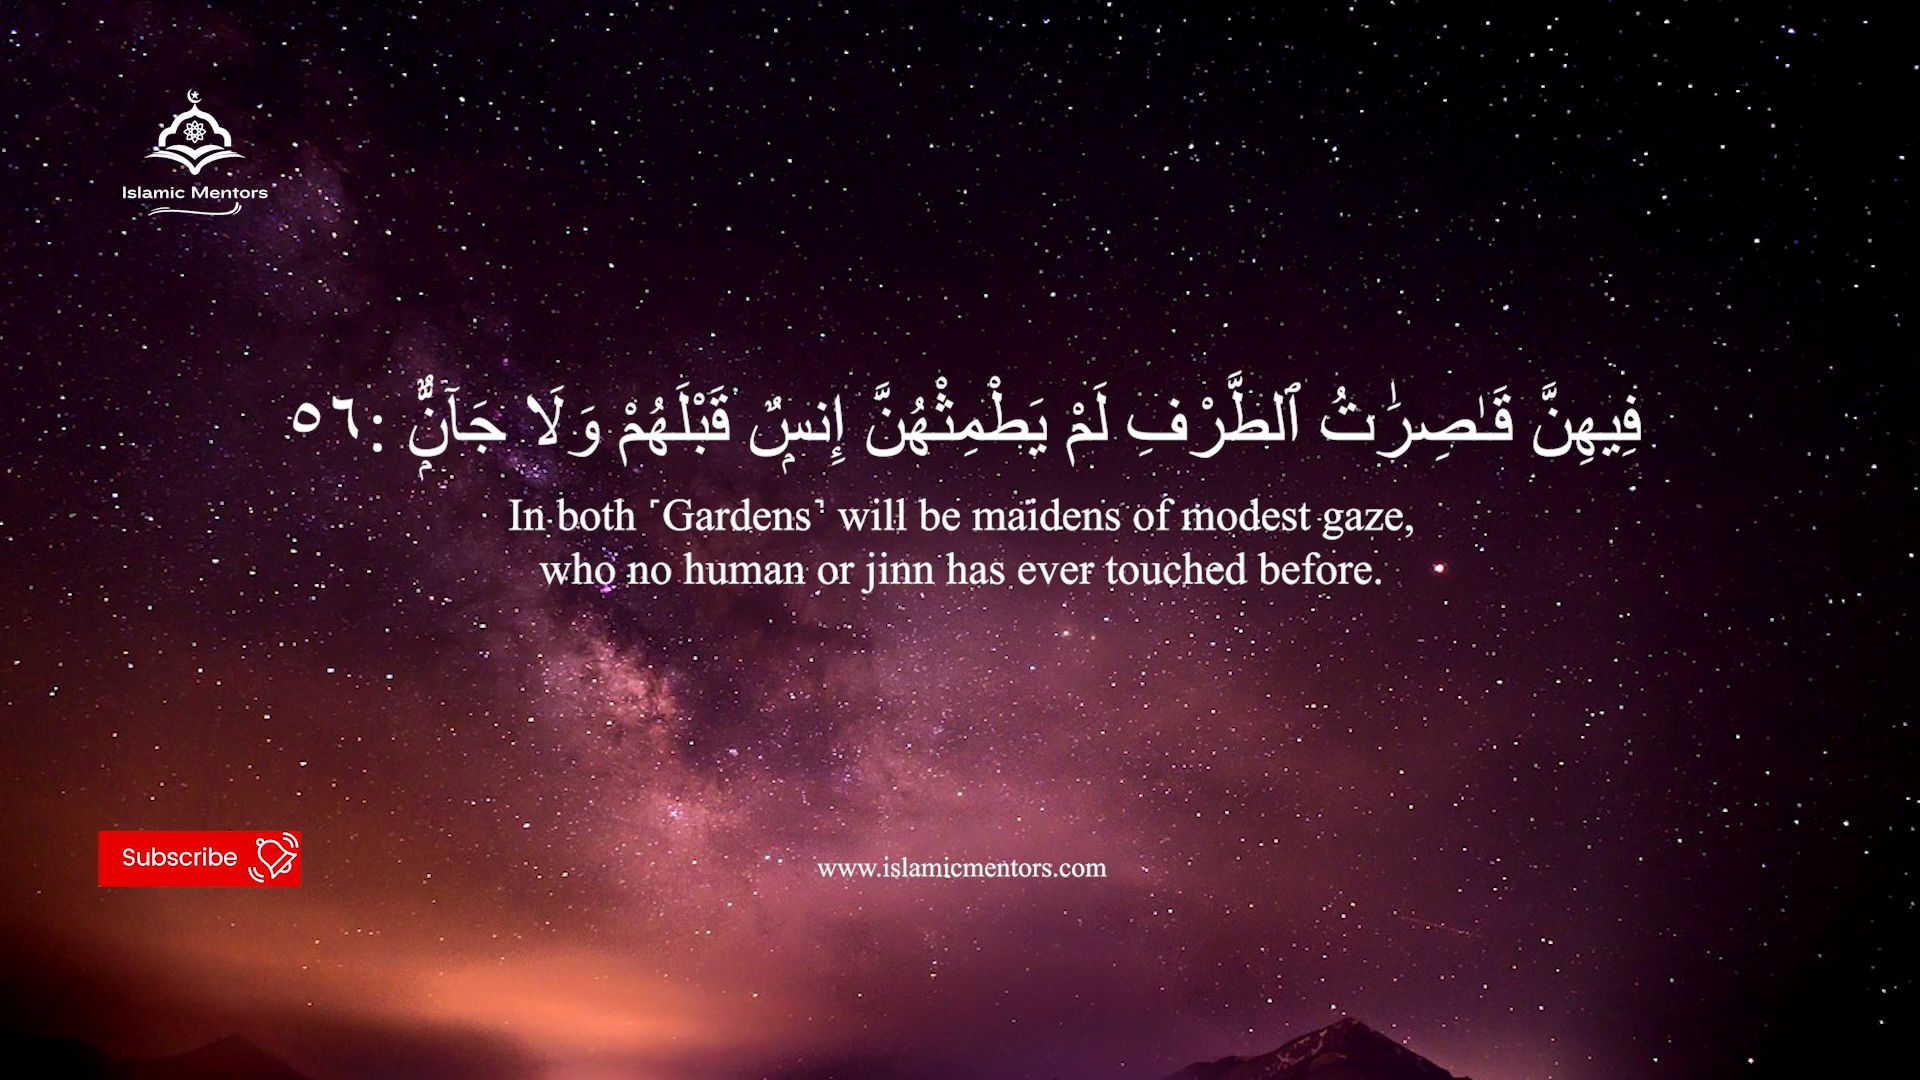 Islamic Mentors
فِيهِنَّ قَـٰصِرَٰتُ ٱلطَّرْفِ لَمْ يَطْمِثْهُنَّ إِنسٌۭ قَبْلَهُمْ وَلَا جَآنٌّۭ :٥٦
In both ˹Gardens˺ will be maidens of modest gaze,
who no human or jinn has ever touched before.
Subscribe
www.islamicmentors.com